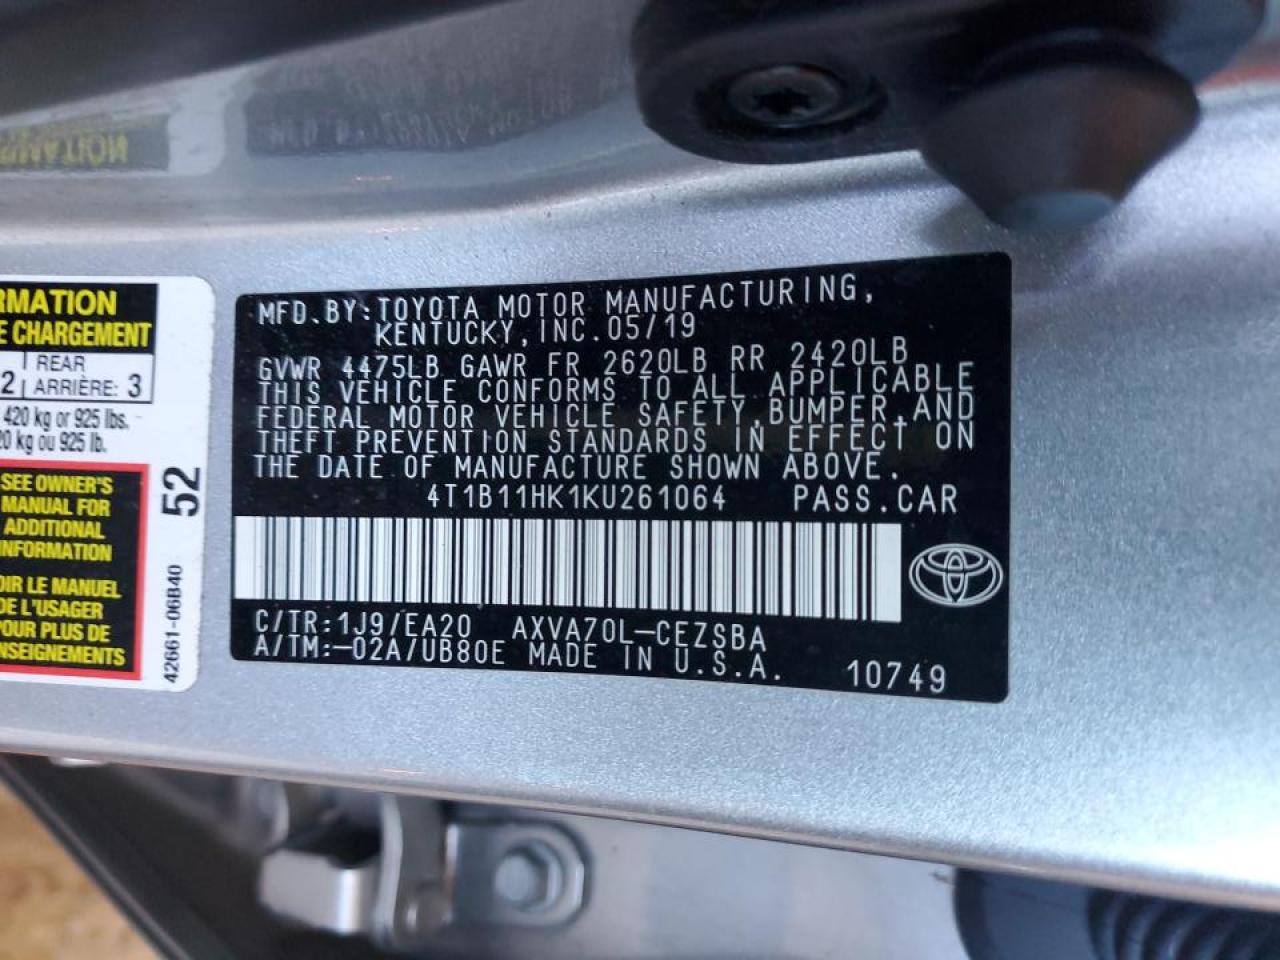 RMATION
E CHARGEMENT
2 REAR
ARRIÈRE: 3
420 kg or 925 lbs.
20 kg ou 925 lb.
SEE OWNER'S
MANUAL FOR
ADDITIONAL
INFORMATION
OIR LE MANUEL
DE L'USAGER
POUR PLUS DE
NSEIGNEMENTS
52
42661-06B40
MFD.BY:TOYOTA MOTOR MANUFACTURING,
KENTUCKY,INC.05/19
GVWR 4475LB GAWR FR 2620LB RR 2420LB
THIS VEHICLE CONFORMS TO ALL APPLICABLE
FEDERAL MOTOR VEHICLE SAFETY,BUMPER,AND
THEFT PREVENTION STANDARDS IN EFFECT ON
THE DATE OF MANUFACTURE SHOWN ABOVE.
4T1B11HK1KU261064 PASS.CAR
C/TR:1J9/EA20 AXVA70L-CEZSBA
A/TM:-02A/UB80E MADE IN U.S.A.
10749